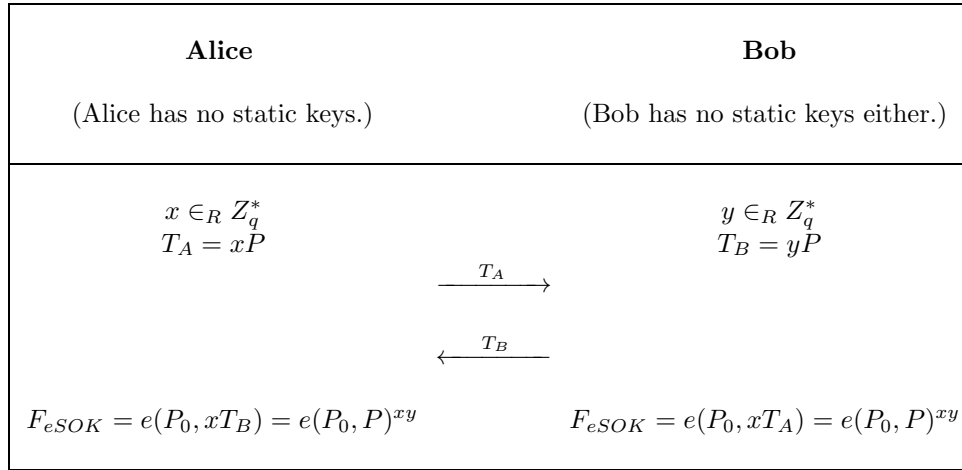 Alice Bob
(Alice has no static keys.) (Bob has no static keys either.)
x ∈_R Z_q^* y ∈_R Z_q^*
T_A = xP T_B = yP
T_A
T_B
F_{eSOK} = e(P_0, xT_B) = e(P_0, P)^{xy} F_{eSOK} = e(P_0, xT_A) = e(P_0, P)^{xy}